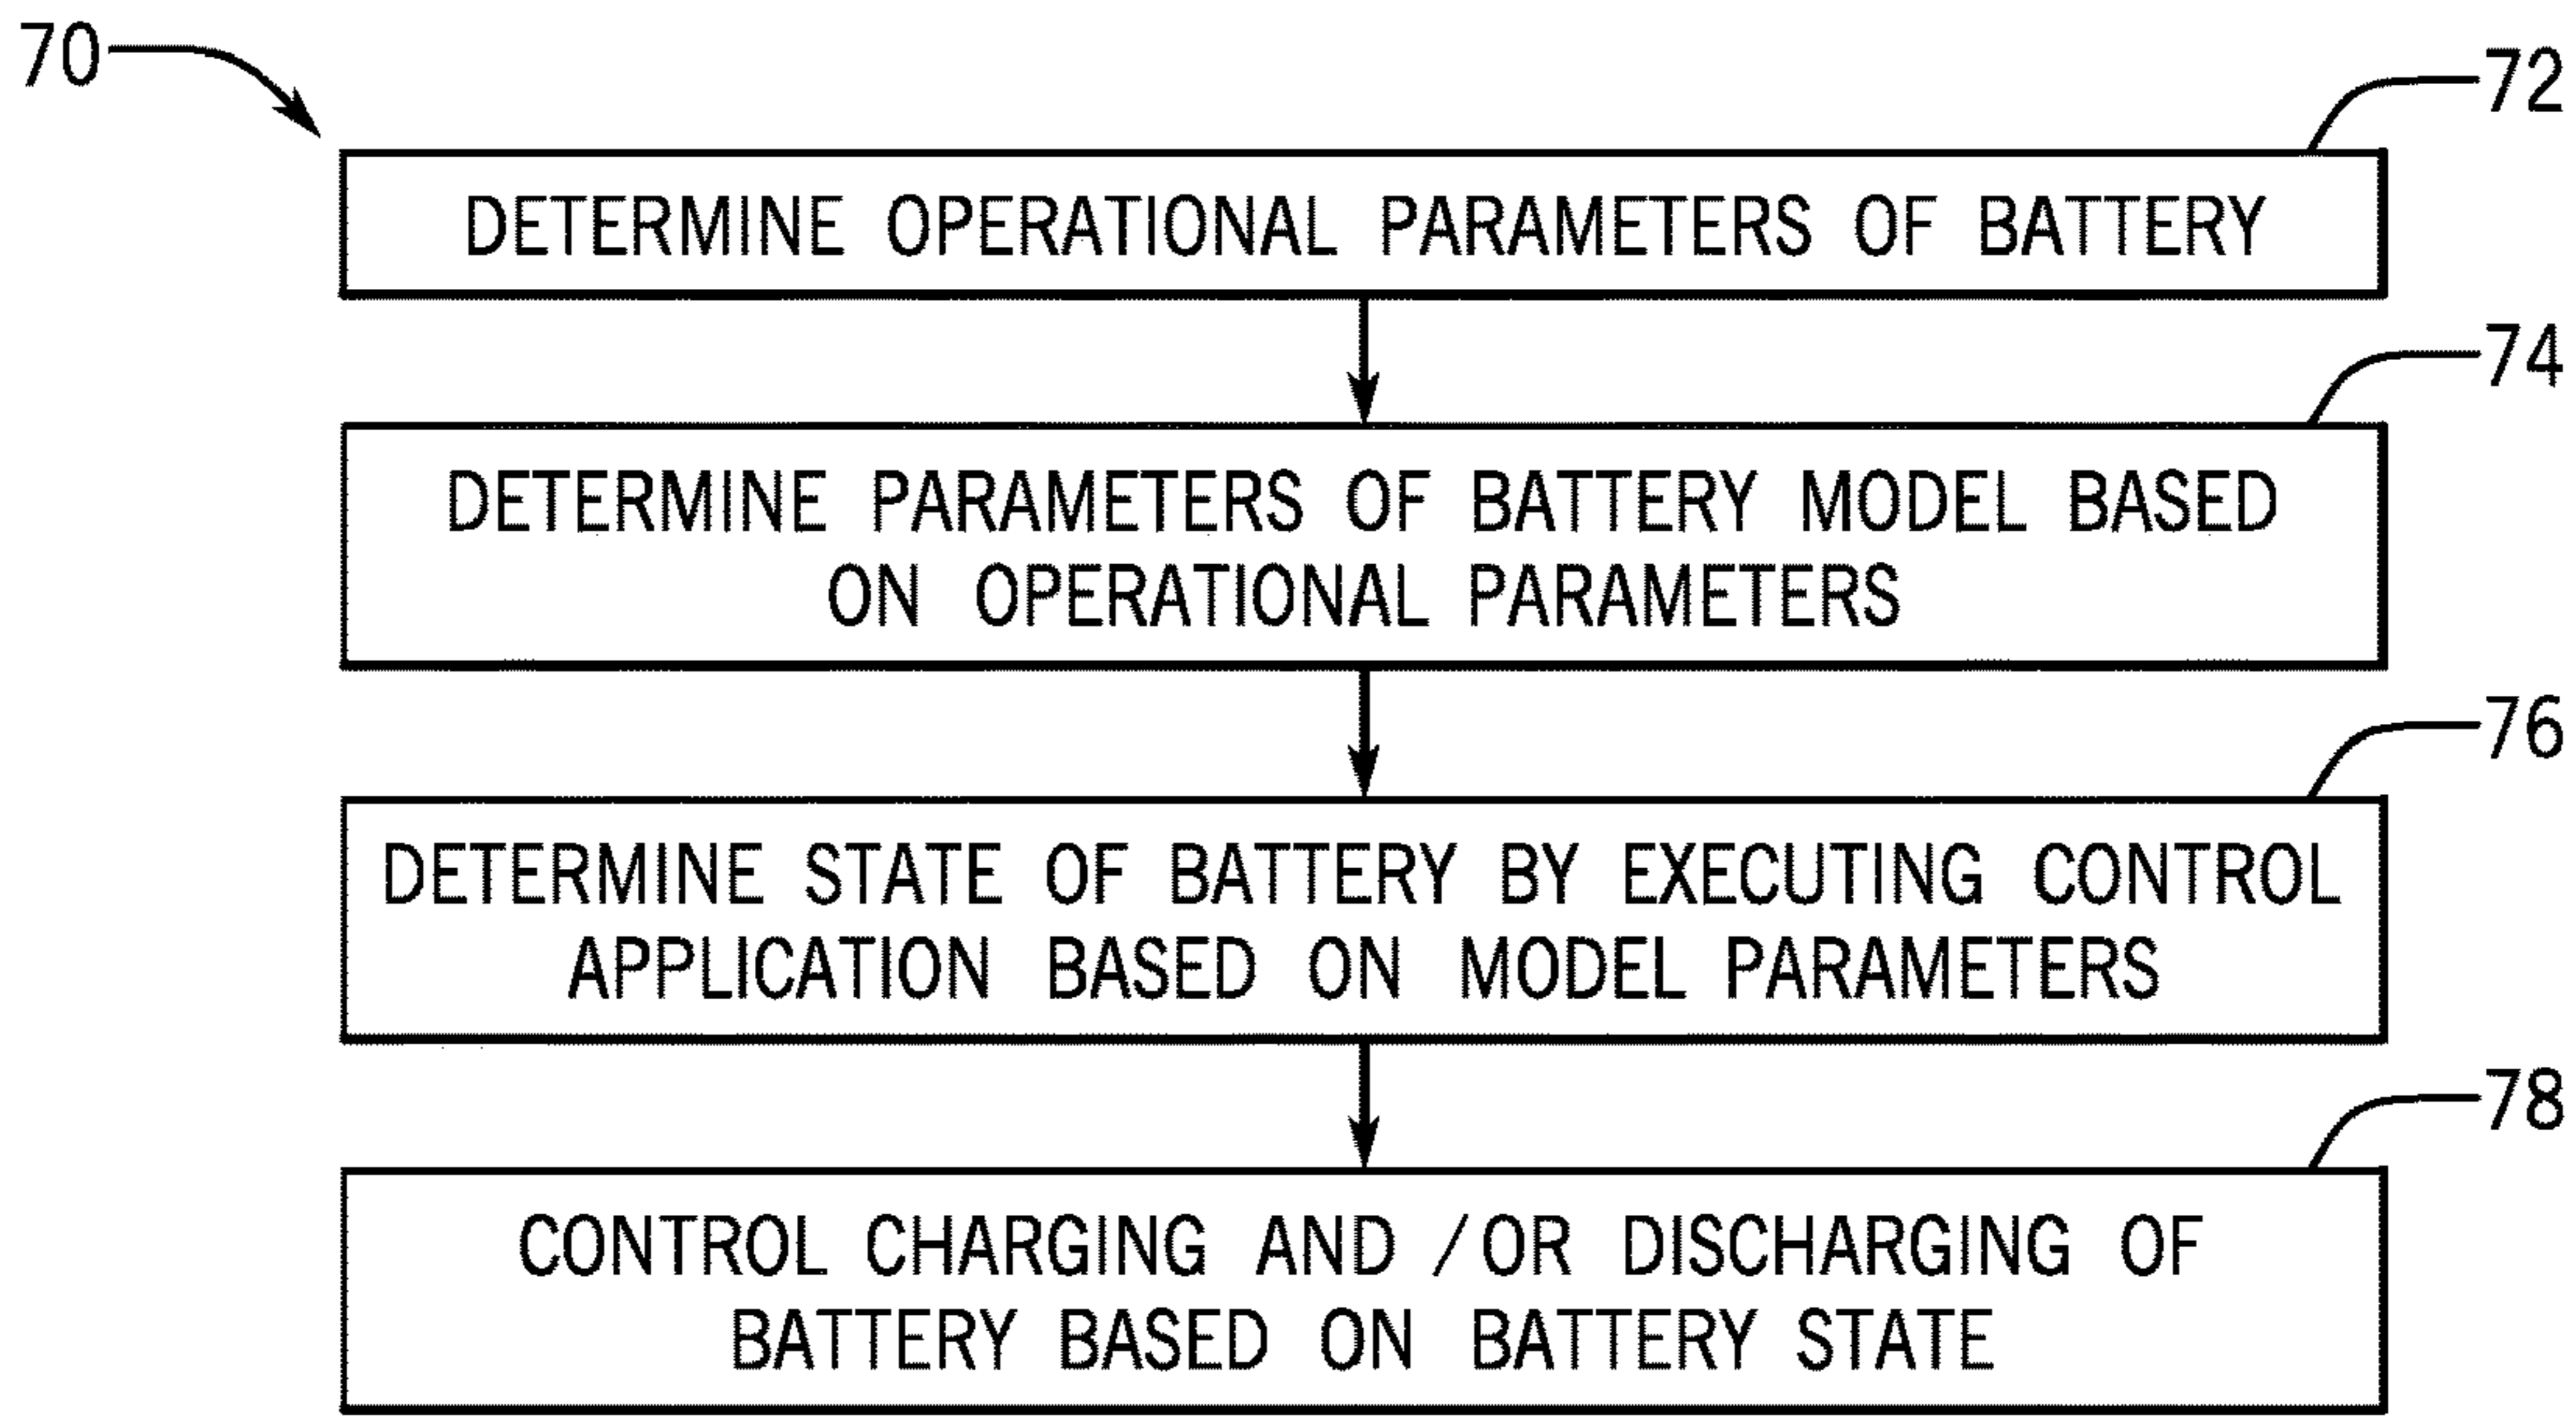 70
72
DETERMINE OPERATIONAL PARAMETERS OF BATTERY
74
DETERMINE PARAMETERS OF BATTERY MODEL BASED
ON OPERATIONAL PARAMETERS
76
DETERMINE STATE OF BATTERY BY EXECUTING CONTROL
APPLICATION BASED ON MODEL PARAMETERS
78
CONTROL CHARGING AND /OR DISCHARGING OF
BATTERY BASED ON BATTERY STATE